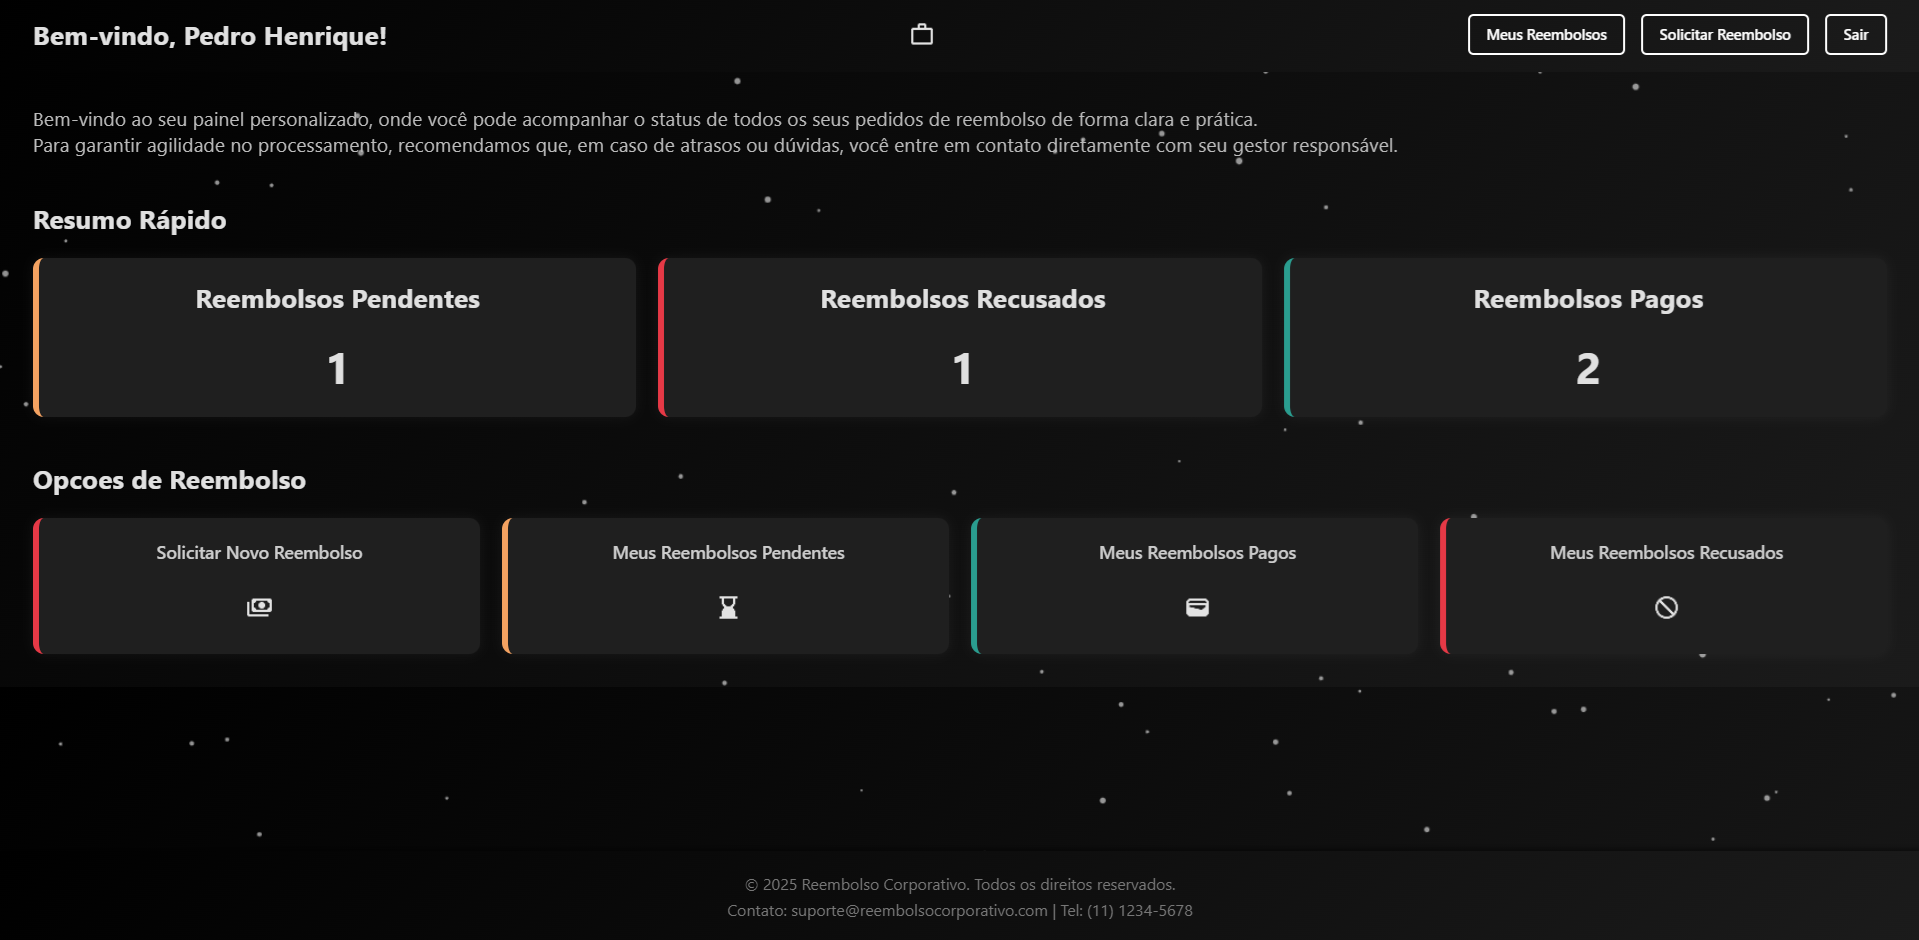 Bem-vindo, Pedro Henrique!
Meus Reembolsos
Solicitar Reembolso
Sair
Bem-vindo ao seu painel personalizado, onde você pode acompanhar o status de todos os seus pedidos de reembolso de forma clara e prática.
Para garantir agilidade no processamento, recomendamos que, em caso de atrasos ou dúvidas, você entre em contato diretamente com seu gestor responsável.
Resumo Rápido
Reembolsos Pendentes
1
Reembolsos Recusados
1
Reembolsos Pagos
2
Opcoes de Reembolso
Solicitar Novo Reembolso
Meus Reembolsos Pendentes
Meus Reembolsos Pagos
Meus Reembolsos Recusados
© 2025 Reembolso Corporativo. Todos os direitos reservados.
Contato: suporte@reembolsocorporativo.com | Tel: (11) 1234-5678